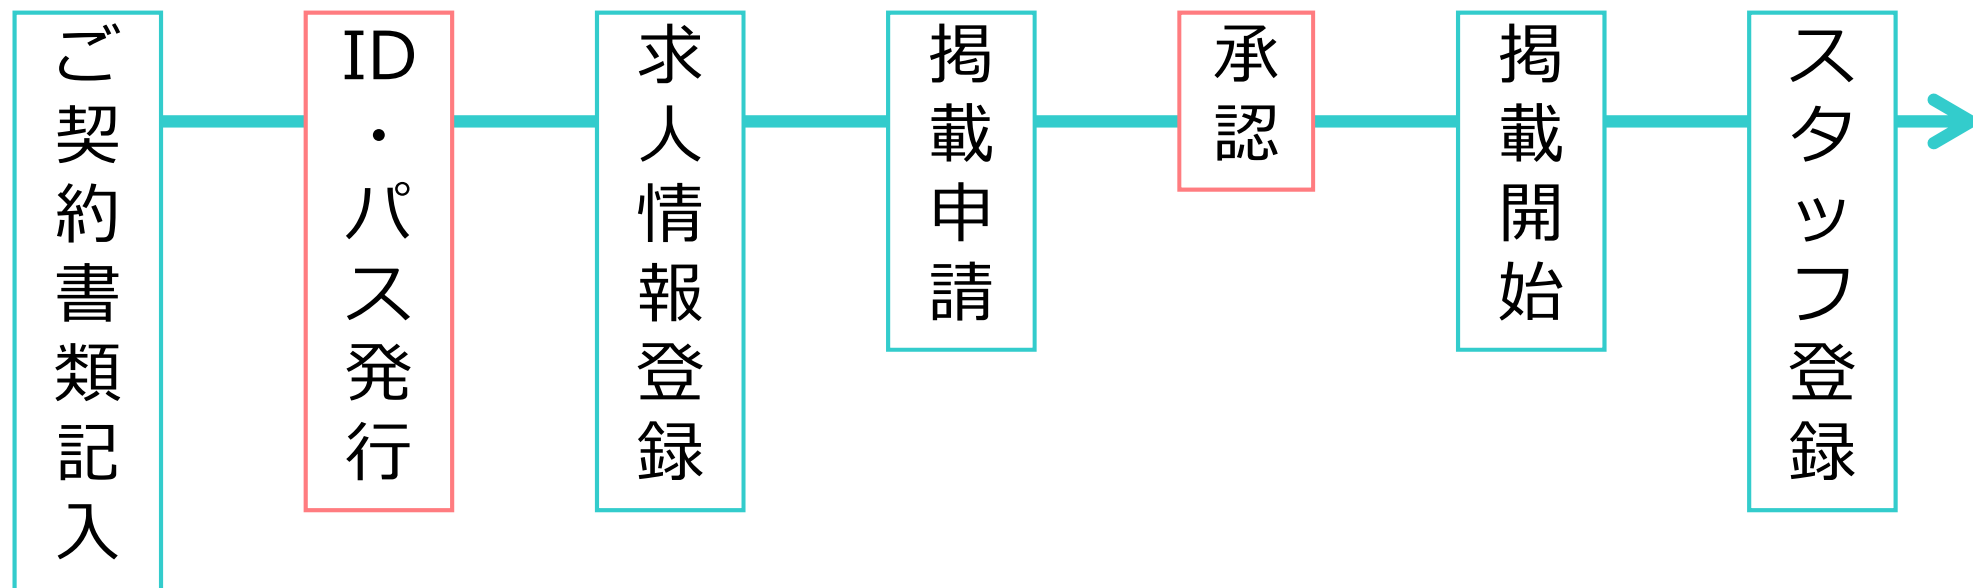 ご契約書類記入
ID・パス発行
求人情報登録
掲載申請
承認
掲載開始
スタッフ登録